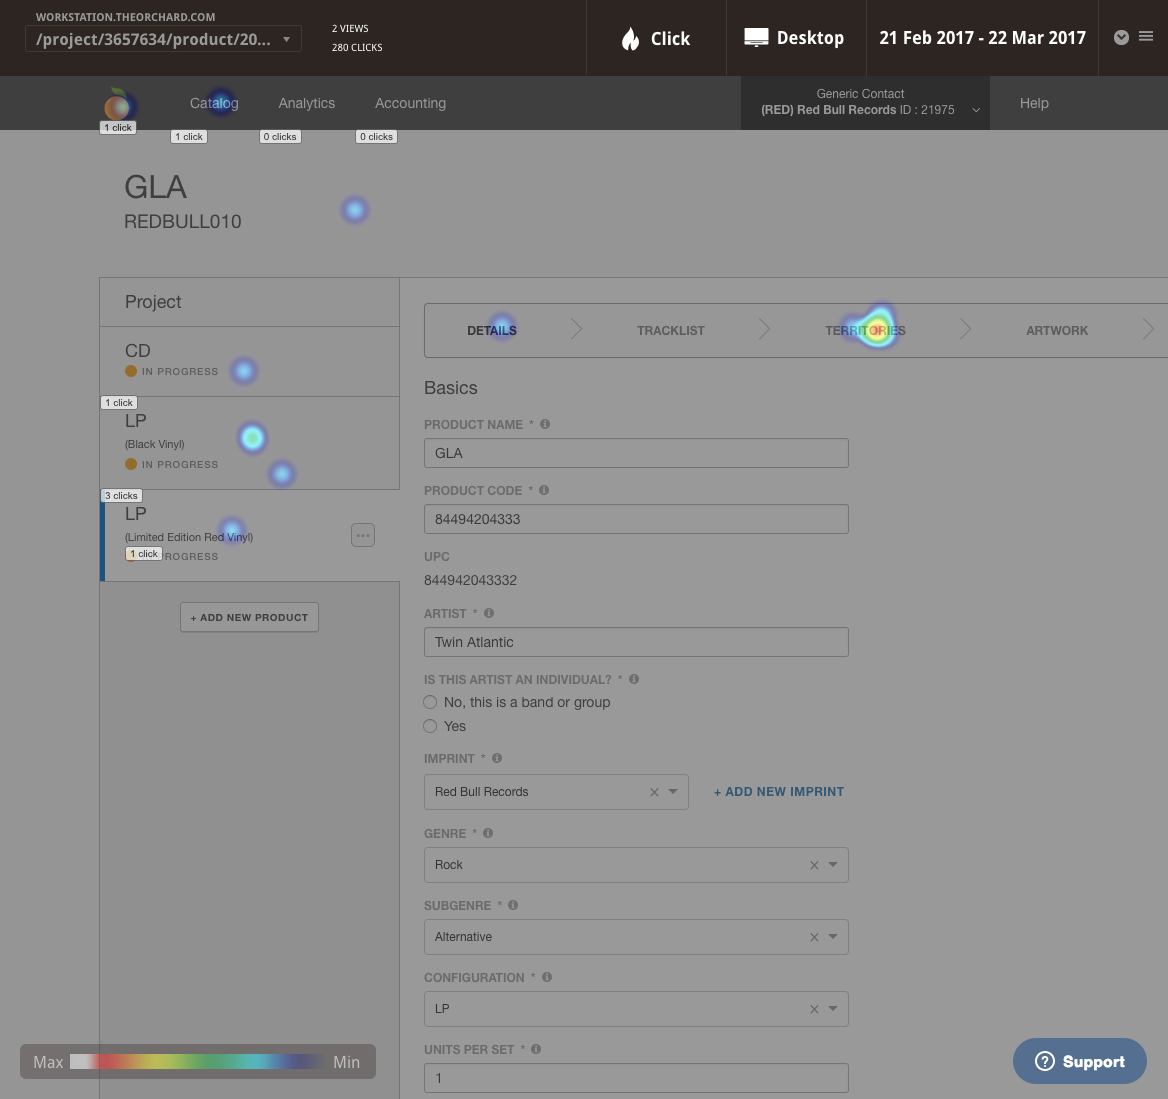 WORKSTATION.THEORCHARD.COM
/project/3657634/product/20...
2 VIEWS
280 CLICKS
Click
Desktop
21 Feb 2017 - 22 Mar 2017
Catalog
Analytics
Accounting
Generic Contact
(RED) Red Bull Records ID : 21975
Help
1 click
1 click
0 clicks
0 clicks
GLA
REDBULL010
Project
CD
IN PROGRESS
1 click
LP
(Black Vinyl)
IN PROGRESS
3 clicks
LP
(Limited Edition Red Vinyl)
1 click
PROGRESS
+ ADD NEW PRODUCT
DETAILS
TRACKLIST
TERRITORIES
ARTWORK
Basics
PRODUCT NAME *
GLA
PRODUCT CODE *
84494204333
UPC
844942043332
ARTIST *
Twin Atlantic
IS THIS ARTIST AN INDIVIDUAL? *
No, this is a band or group
Yes
IMPRINT *
Red Bull Records
+ ADD NEW IMPRINT
GENRE *
Rock
SUBGENRE *
Alternative
CONFIGURATION *
LP
UNITS PER SET *
1
Max
Min
Support